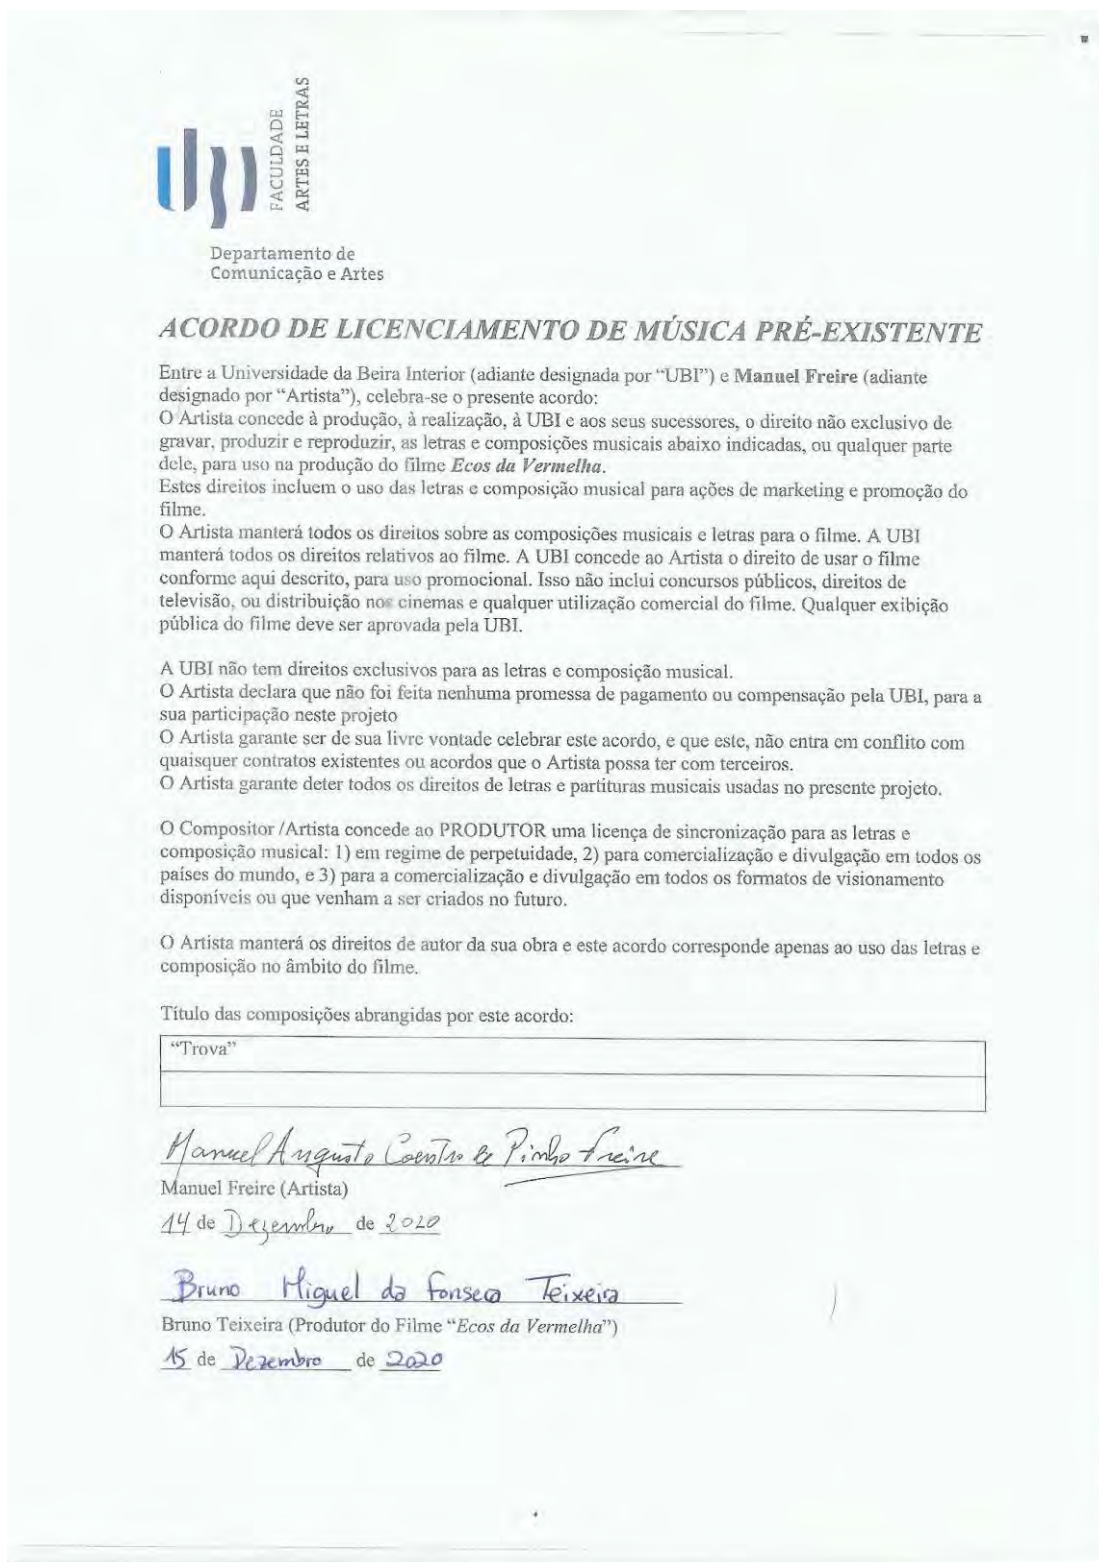 ubi
FACULDADE
ARTES E LETRAS
Departamento de
Comunicação e Artes
ACORDO DE LICENCIAMENTO DE MÚSICA PRÉ-EXISTENTE
Entre a Universidade da Beira Interior (adiante designada por “UBI”) e Manuel Freire (adiante
designado por “Artista”), celebra-se o presente acordo:
O Artista concede à produção, à realização, à UBI e aos seus sucessores, o direito não exclusivo de
gravar, produzir e reproduzir, as letras e composições musicais abaixo indicadas, ou qualquer parte
dele, para uso na produção do filme Ecos da Vermelha.
Estes direitos incluem o uso das letras e composição musical para ações de marketing e promoção do
filme.
O Artista manterá todos os direitos sobre as composições musicais e letras para o filme. A UBI
manterá todos os direitos relativos ao filme. A UBI concede ao Artista o direito de usar o filme
conforme aqui descrito, para uso promocional. Isso não inclui concursos públicos, direitos de
televisão, ou distribuição nos cinemas e qualquer utilização comercial do filme. Qualquer exibição
pública do filme deve ser aprovada pela UBI.
A UBI não tem direitos exclusivos para as letras e composição musical.
O Artista declara que não foi feita nenhuma promessa de pagamento ou compensação pela UBI, para a
sua participação neste projeto
O Artista garante ser de sua livre vontade celebrar este acordo, e que este, não entra em conflito com
quaisquer contratos existentes ou acordos que o Artista possa ter com terceiros.
O Artista garante deter todos os direitos de letras e partituras musicais usadas no presente projeto.
O Compositor /Artista concede ao PRODUTOR uma licença de sincronização para as letras e
composição musical: 1) em regime de perpetuidade, 2) para comercialização e divulgação em todos os
países do mundo, e 3) para a comercialização e divulgação em todos os formatos de visionamento
disponíveis ou que venham a ser criados no futuro.
O Artista manterá os direitos de autor da sua obra e este acordo corresponde apenas ao uso das letras e
composição no âmbito do filme.
Título das composições abrangidas por este acordo:
“Trova”
Manuel Augusto Pinho Freire
Manuel Freire (Artista)
14 de Dezembro de 2020
Bruno Miguel da Fonseca Teixeira
Bruno Teixeira (Produtor do Filme “Ecos da Vermelha”)
15 de Dezembro de 2020